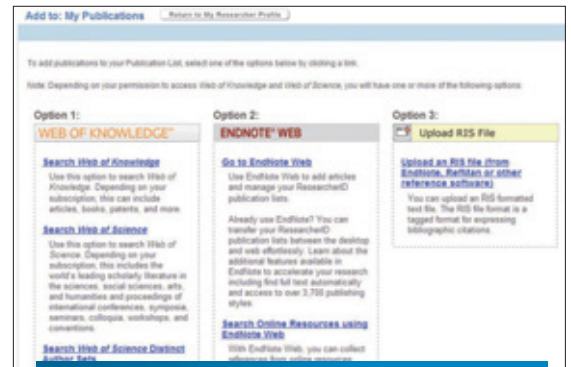 Add to: My Publications
Return to My Researcher Profile
To add publications to your Publication List, select one of the options below by clicking a link.
Note: Depending on your permission to access Web of Knowledge and Web of Science, you will have one or more of the following options:
Option 1:
WEB OF KNOWLEDGE℠
Search Web of Knowledge
Use this option to search Web of
Knowledge. Depending on your
subscription, this can include
articles, books, patents, and more.
Search Web of Science
Use this option to search Web of
Science. Depending on your
subscription, this includes the
world's leading scholarly literature in
the sciences, social sciences, arts,
and humanities and proceedings of
international conferences, symposia,
seminars, colloquia, workshops, and
conventions.
Search Web of Science Distinct
Author Sets
Option 2:
ENDNOTE® WEB
Go to EndNote Web
Use EndNote Web to add articles
and manage your ResearcherID
publication lists.
Already use EndNote? You can
transfer your ResearcherID
publication lists between the desktop
and web effortlessly. Learn about the
additional features available in
EndNote to accelerate your research
including find full text automatically
and access to over 3,700 publishing
styles.
Search Online Resources using
EndNote Web
With EndNote Web, you can collect
references from online resources
Option 3:
Upload RIS File
Upload an RIS file (from
EndNote, RefMan or other
reference software)
You can upload an RIS formatted
text file. The RIS file format is a
tagged format for expressing
bibliographic citations.